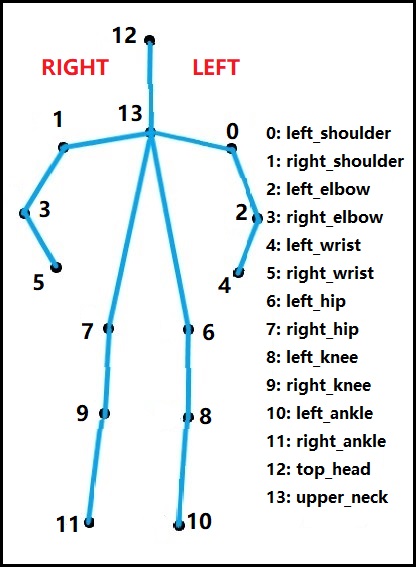 12
RIGHT LEFT
1 13 0
0: left_shoulder
1: right_shoulder
2: left_elbow
3 2
3: right_elbow
4: left_wrist
5 4
5: right_wrist
6: left_hip
7 6
7: right_hip
8: left_knee
9: right_knee
9 8
10: left_ankle
11: right_ankle
12: top_head
13: upper_neck
11 10